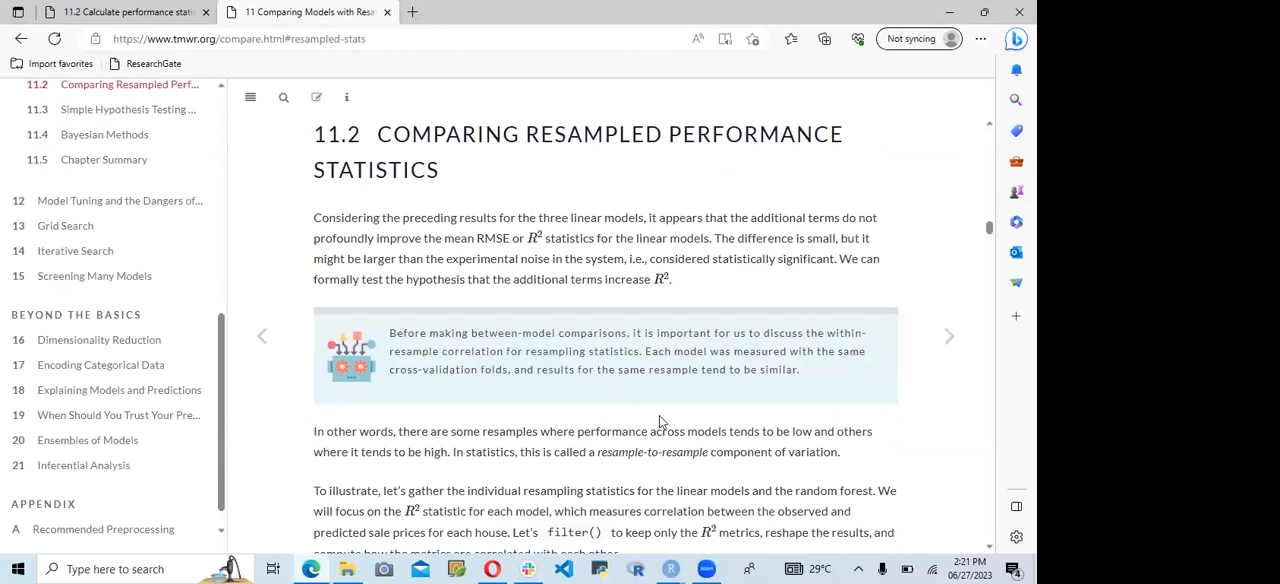 11.2 Calculate performance stati
11 Comparing Models with Resa
https://www.tmwr.org/compare.html#resampled-stats
Not syncing
Import favorites
ResearchGate
11.2 Comparing Resampled Perf...
11.3 Simple Hypothesis Testing ...
11.4 Bayesian Methods
11.5 Chapter Summary
12 Model Tuning and the Dangers of...
13 Grid Search
14 Iterative Search
15 Screening Many Models
BEYOND THE BASICS
16 Dimensionality Reduction
17 Encoding Categorical Data
18 Explaining Models and Predictions
19 When Should You Trust Your Pre...
20 Ensembles of Models
21 Inferential Analysis
APPENDIX
A Recommended Preprocessing
11.2 COMPARING RESAMPLED PERFORMANCE
STATISTICS
Considering the preceding results for the three linear models, it appears that the additional terms do not
profoundly improve the mean RMSE or R² statistics for the linear models. The difference is small, but it
might be larger than the experimental noise in the system, i.e., considered statistically significant. We can
formally test the hypothesis that the additional terms increase R².
Before making between-model comparisons, it is important for us to discuss the within-
resample correlation for resampling statistics. Each model was measured with the same
cross-validation folds, and results for the same resample tend to be similar.
In other words, there are some resamples where performance across models tends to be low and others
where it tends to be high. In statistics, this is called a resample-to-resample component of variation.
To illustrate, let's gather the individual resampling statistics for the linear models and the random forest. We
will focus on the R² statistic for each model, which measures correlation between the observed and
predicted sale prices for each house. Let's filter() to keep only the R² metrics, reshape the results, and
compute how the metrics are correlated with each other.
Type here to search
zoom
29°C
2:21 PM
06/27/2023
4